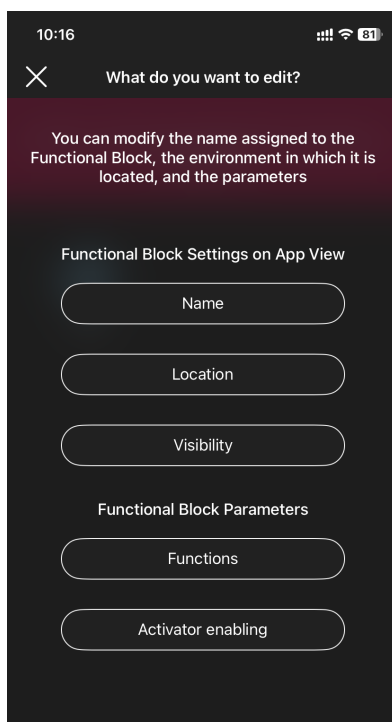 10:16
81
What do you want to edit?
You can modify the name assigned to the
Functional Block, the environment in which it is
located, and the parameters
Functional Block Settings on App View
Name
Location
Visibility
Functional Block Parameters
Functions
Activator enabling